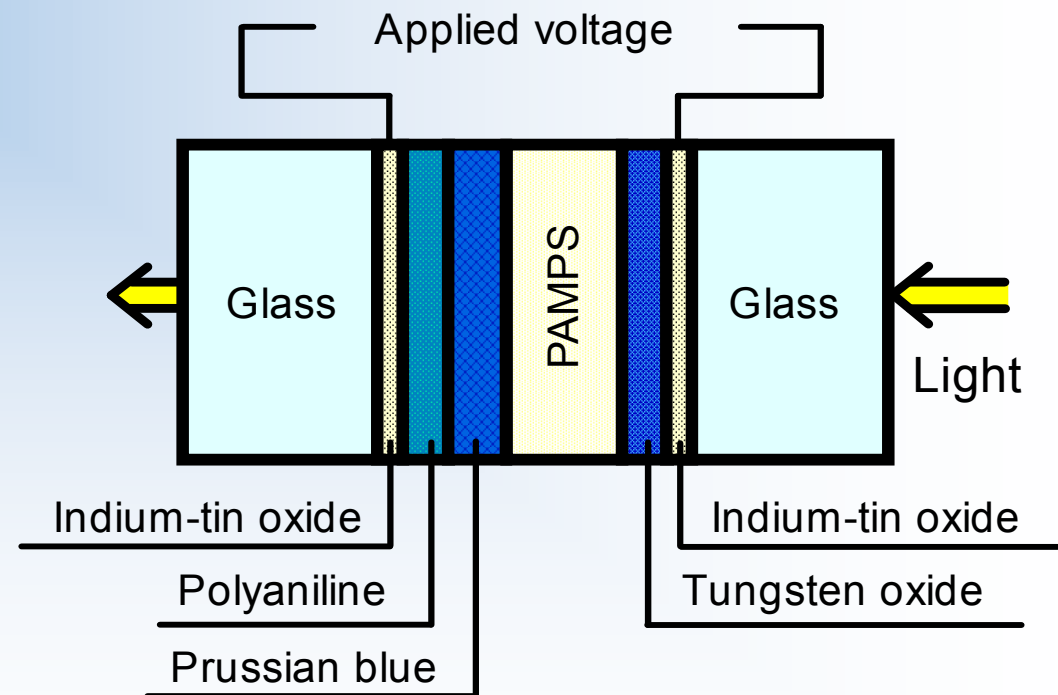 Applied voltage
Glass
PAMPS
Glass
Light
Indium-tin oxide
Indium-tin oxide
Polyaniline
Tungsten oxide
Prussian blue